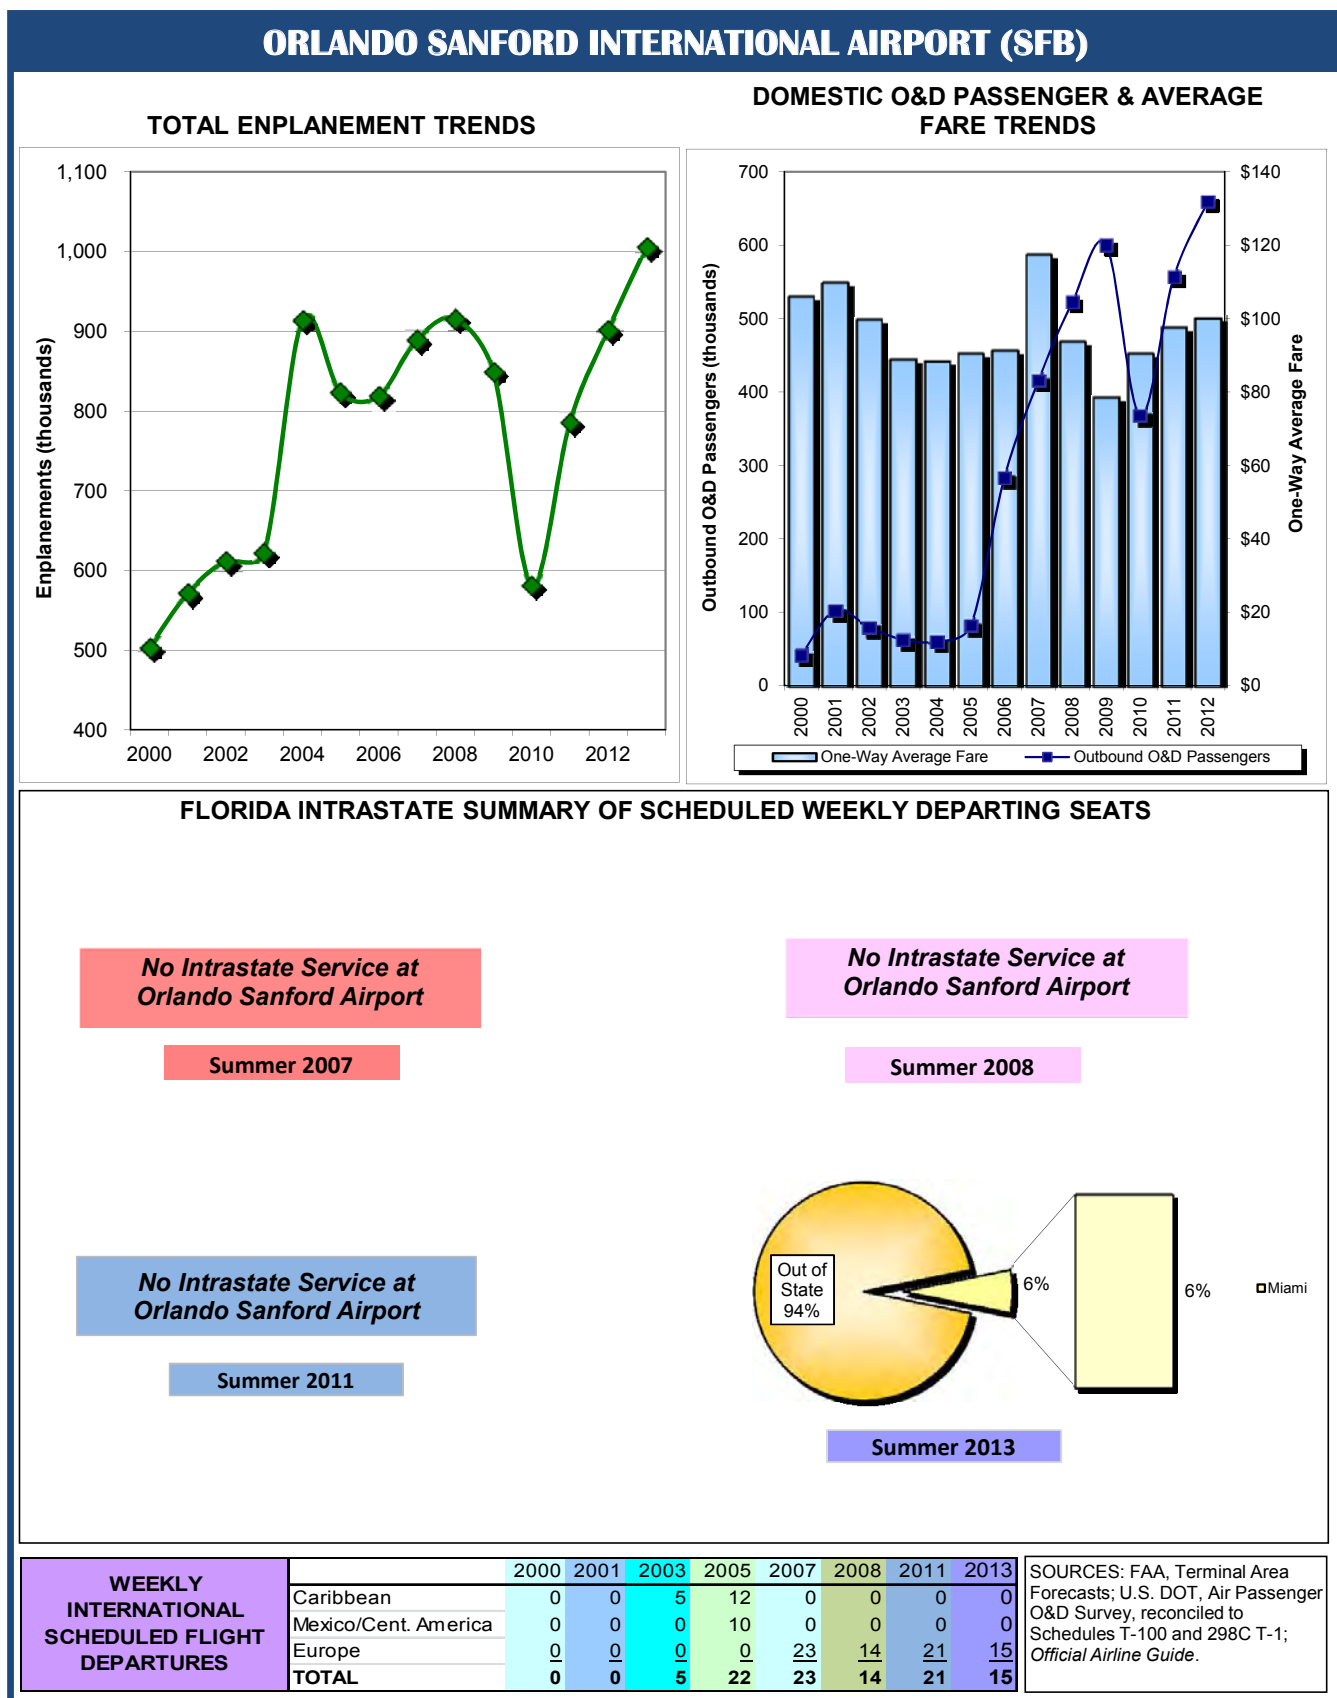 ORLANDO SANFORD INTERNATIONAL AIRPORT (SFB)
TOTAL ENPLANEMENT TRENDS
1,100
1,000
900
800
700
600
500
400
Enplanements (thousands)
2000 2002 2004 2006 2008 2010 2012
DOMESTIC O&D PASSENGER & AVERAGE
FARE TRENDS
700
600
500
400
300
200
100
0
Outbound O&D Passengers (thousands)
$140
$120
$100
$80
$60
$40
$20
$0
One-Way Average Fare
2000 2001 2002 2003 2004 2005 2006 2007 2008 2009 2010 2011 2012
One-Way Average Fare Outbound O&D Passengers
FLORIDA INTRASTATE SUMMARY OF SCHEDULED WEEKLY DEPARTING SEATS
No Intrastate Service at
Orlando Sanford Airport
Summer 2007
No Intrastate Service at
Orlando Sanford Airport
Summer 2008
No Intrastate Service at
Orlando Sanford Airport
Summer 2011
Out of
State
94%
6%
6%
Miami
Summer 2013
WEEKLY
INTERNATIONAL
SCHEDULED FLIGHT
DEPARTURES
2000 2001 2003 2005 2007 2008 2011 2013
Caribbean 0 0 5 12 0 0 0 0
Mexico/Cent. America 0 0 0 10 0 0 0 0
Europe 0 0 0 0 23 14 21 15
TOTAL 0 0 5 22 23 14 21 15
SOURCES: FAA, Terminal Area
Forecasts; U.S. DOT, Air Passenger
O&D Survey, reconciled to
Schedules T-100 and 298C T-1;
Official Airline Guide.